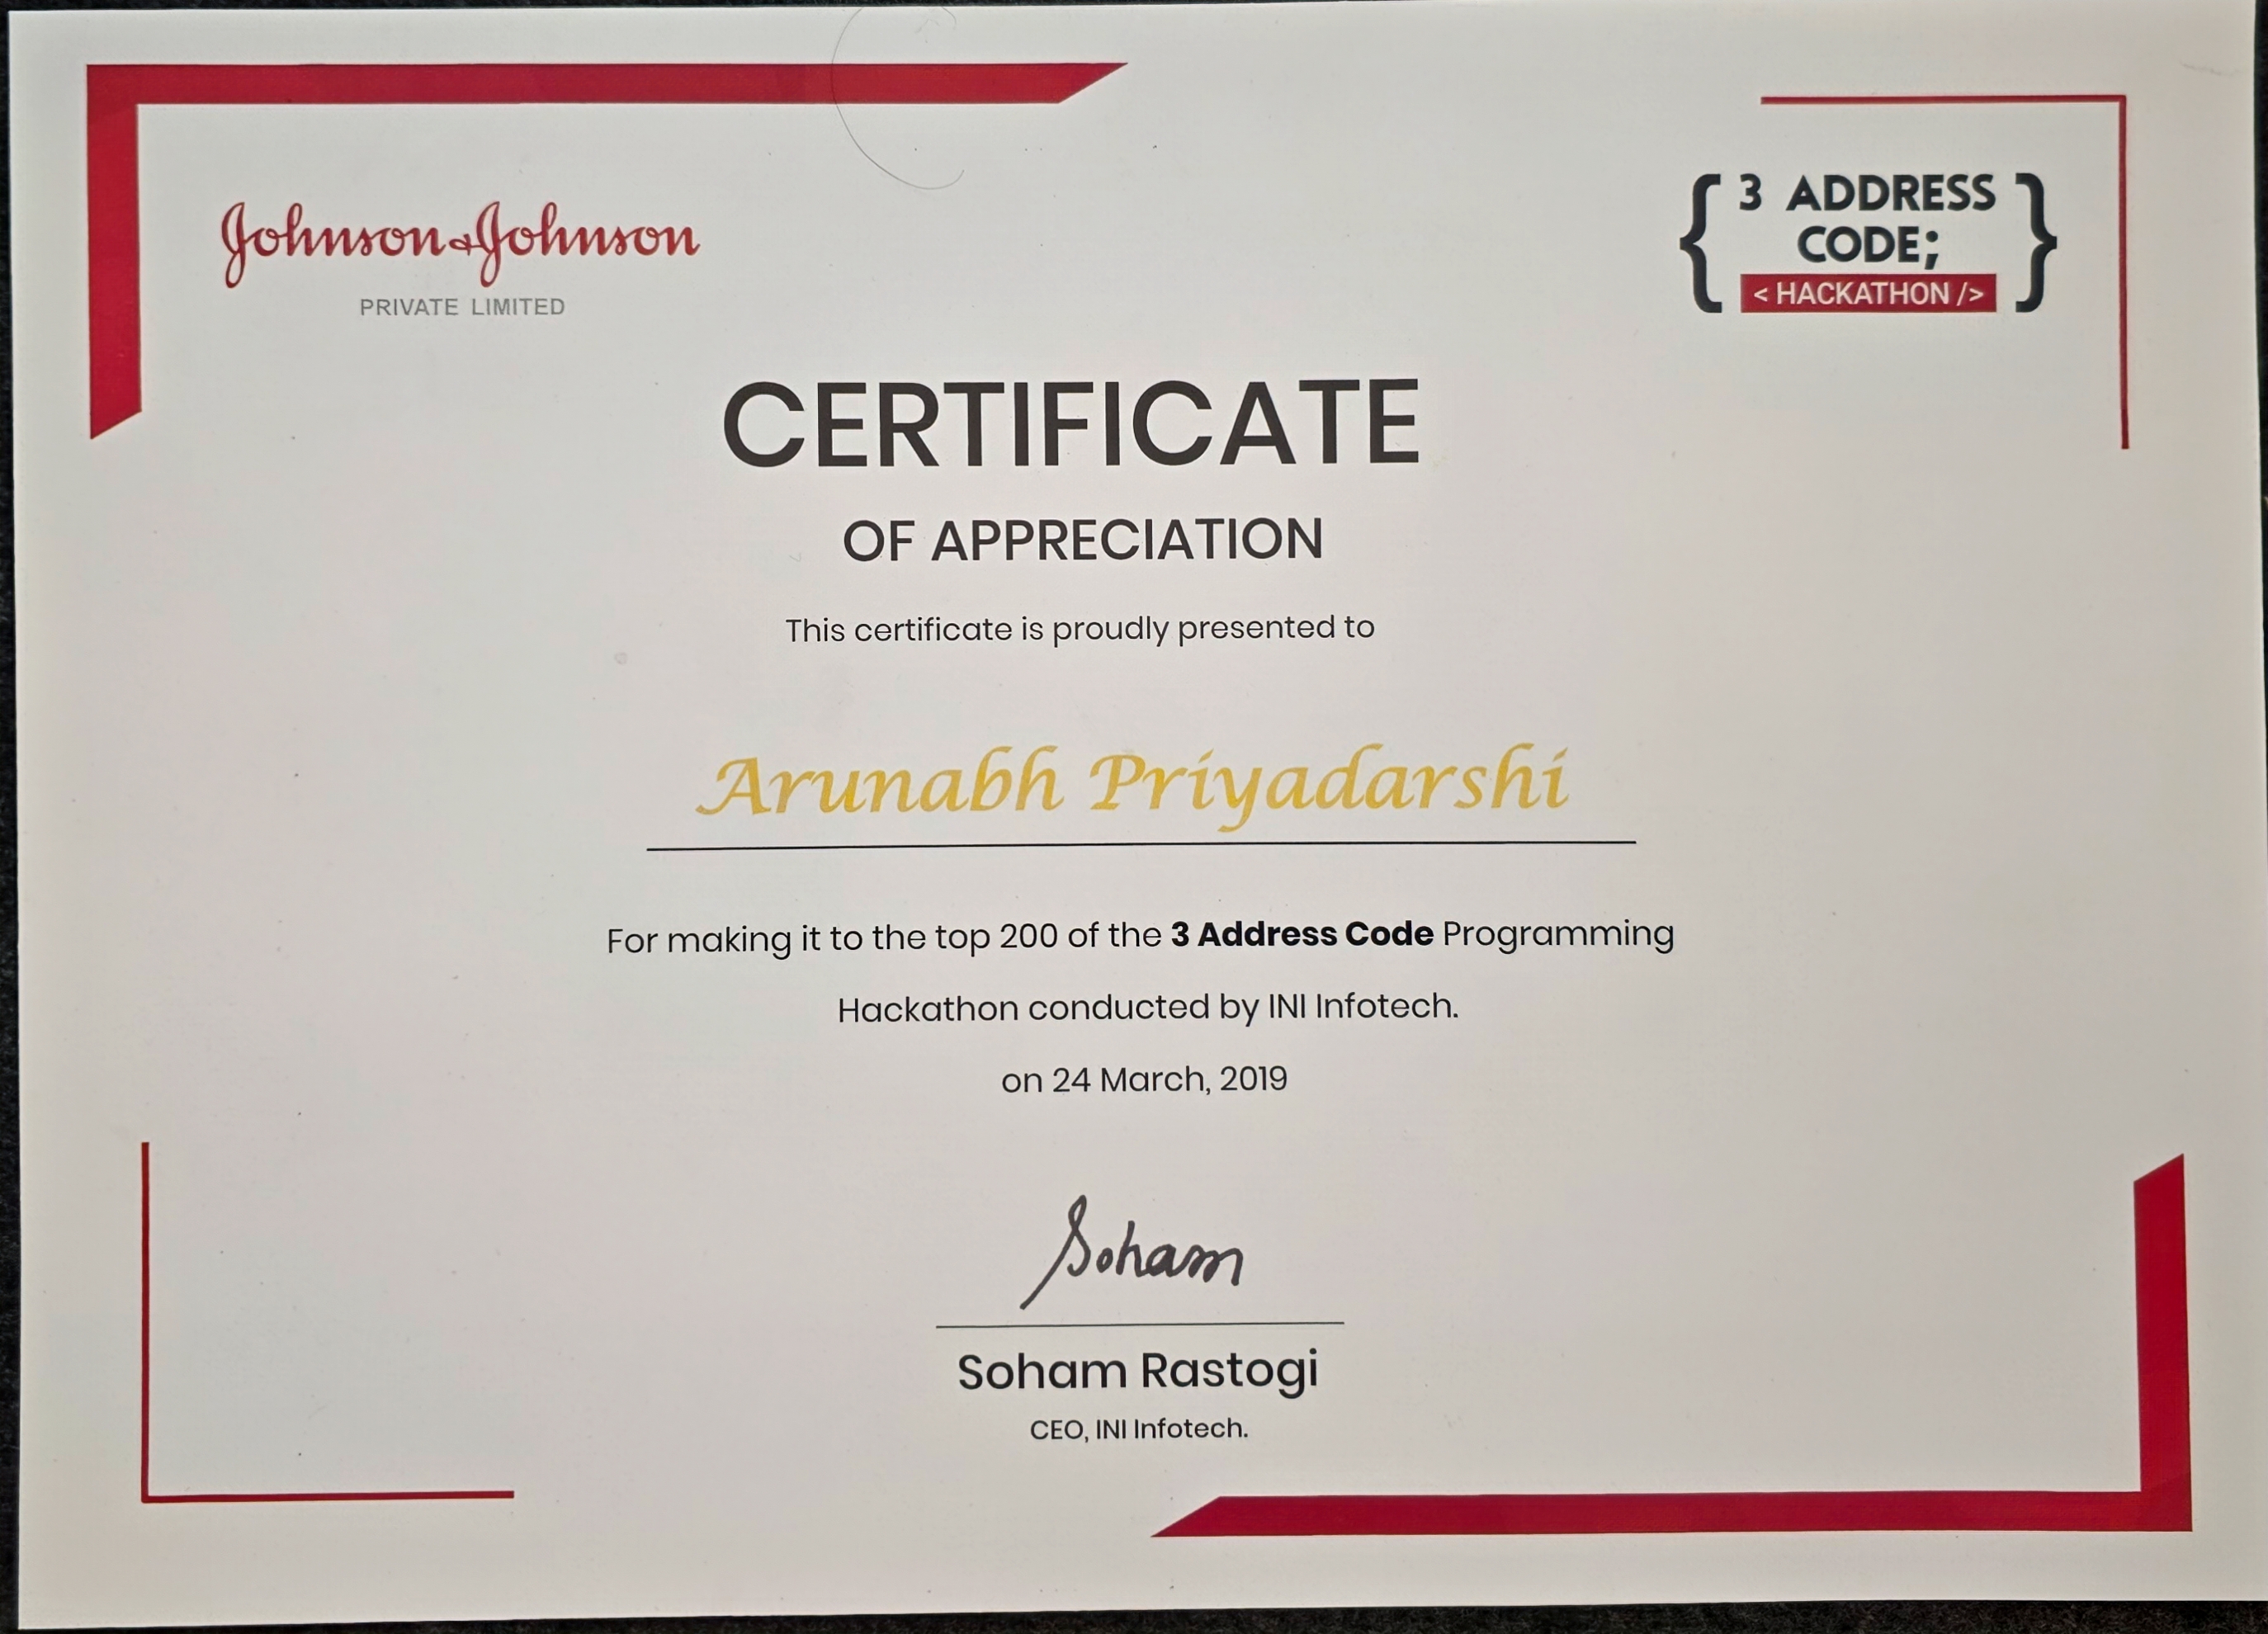 Johnson & Johnson
PRIVATE LIMITED
{ 3 ADDRESS
CODE; }
< HACKATHON />
CERTIFICATE
OF APPRECIATION
This certificate is proudly presented to
Arunabh Priyadarshi
For making it to the top 200 of the 3 Address Code Programming
Hackathon conducted by INI Infotech.
on 24 March, 2019
Soham
Soham Rastogi
CEO, INI Infotech.